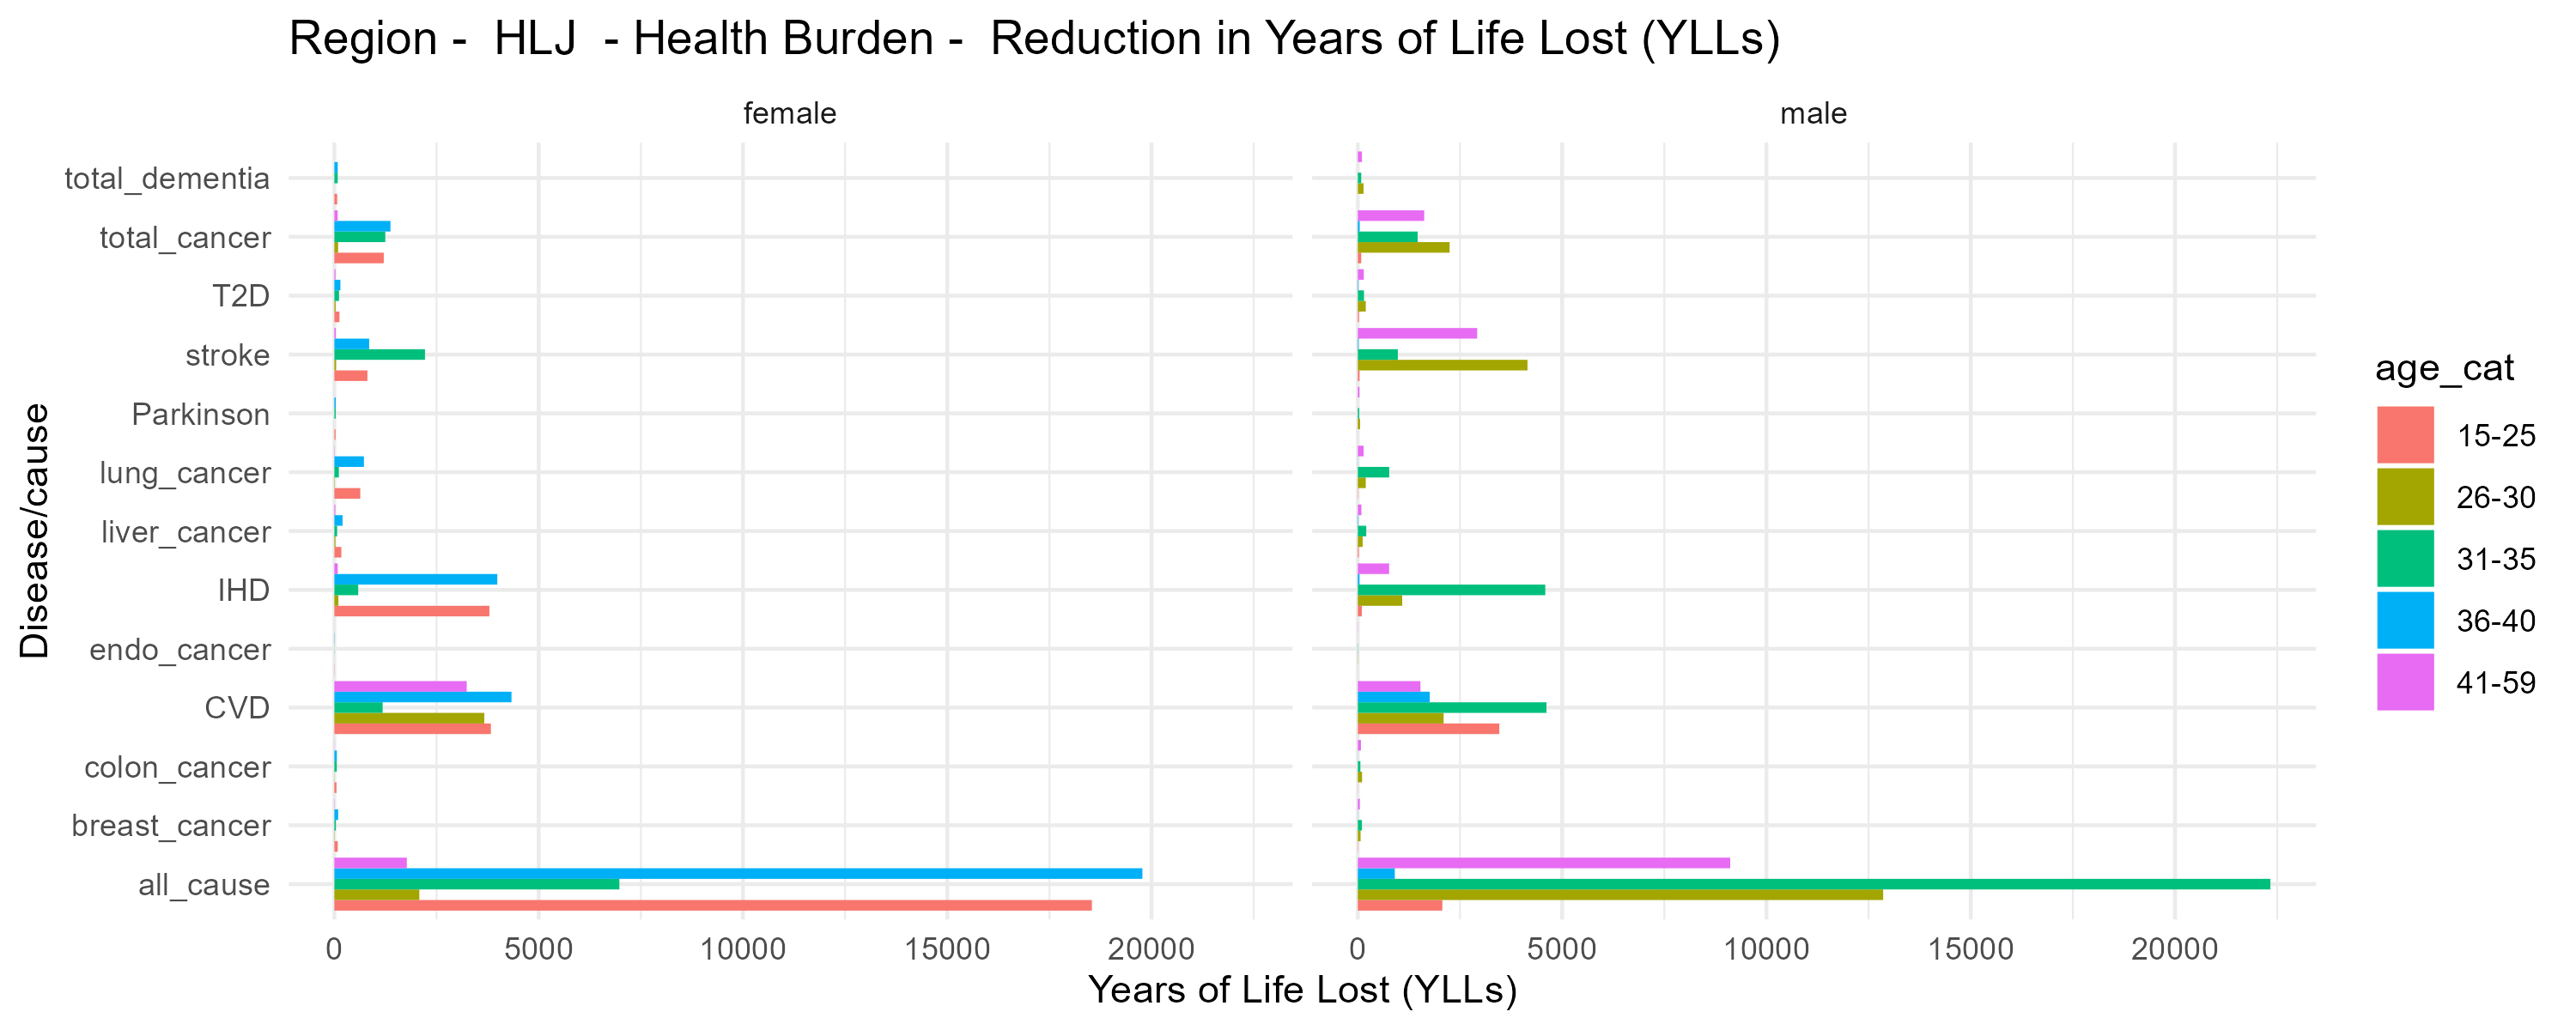 Region -  HLJ  - Health Burden -  Reduction in Years of Life Lost (YLLs)
female
male
total_dementia
total_cancer
T2D
stroke
Parkinson
lung_cancer
liver_cancer
IHD
endo_cancer
CVD
colon_cancer
breast_cancer
all_cause
Disease/cause
0 5000 10000 15000 20000
0 5000 10000 15000 20000
Years of Life Lost (YLLs)
age_cat
15-25
26-30
31-35
36-40
41-59